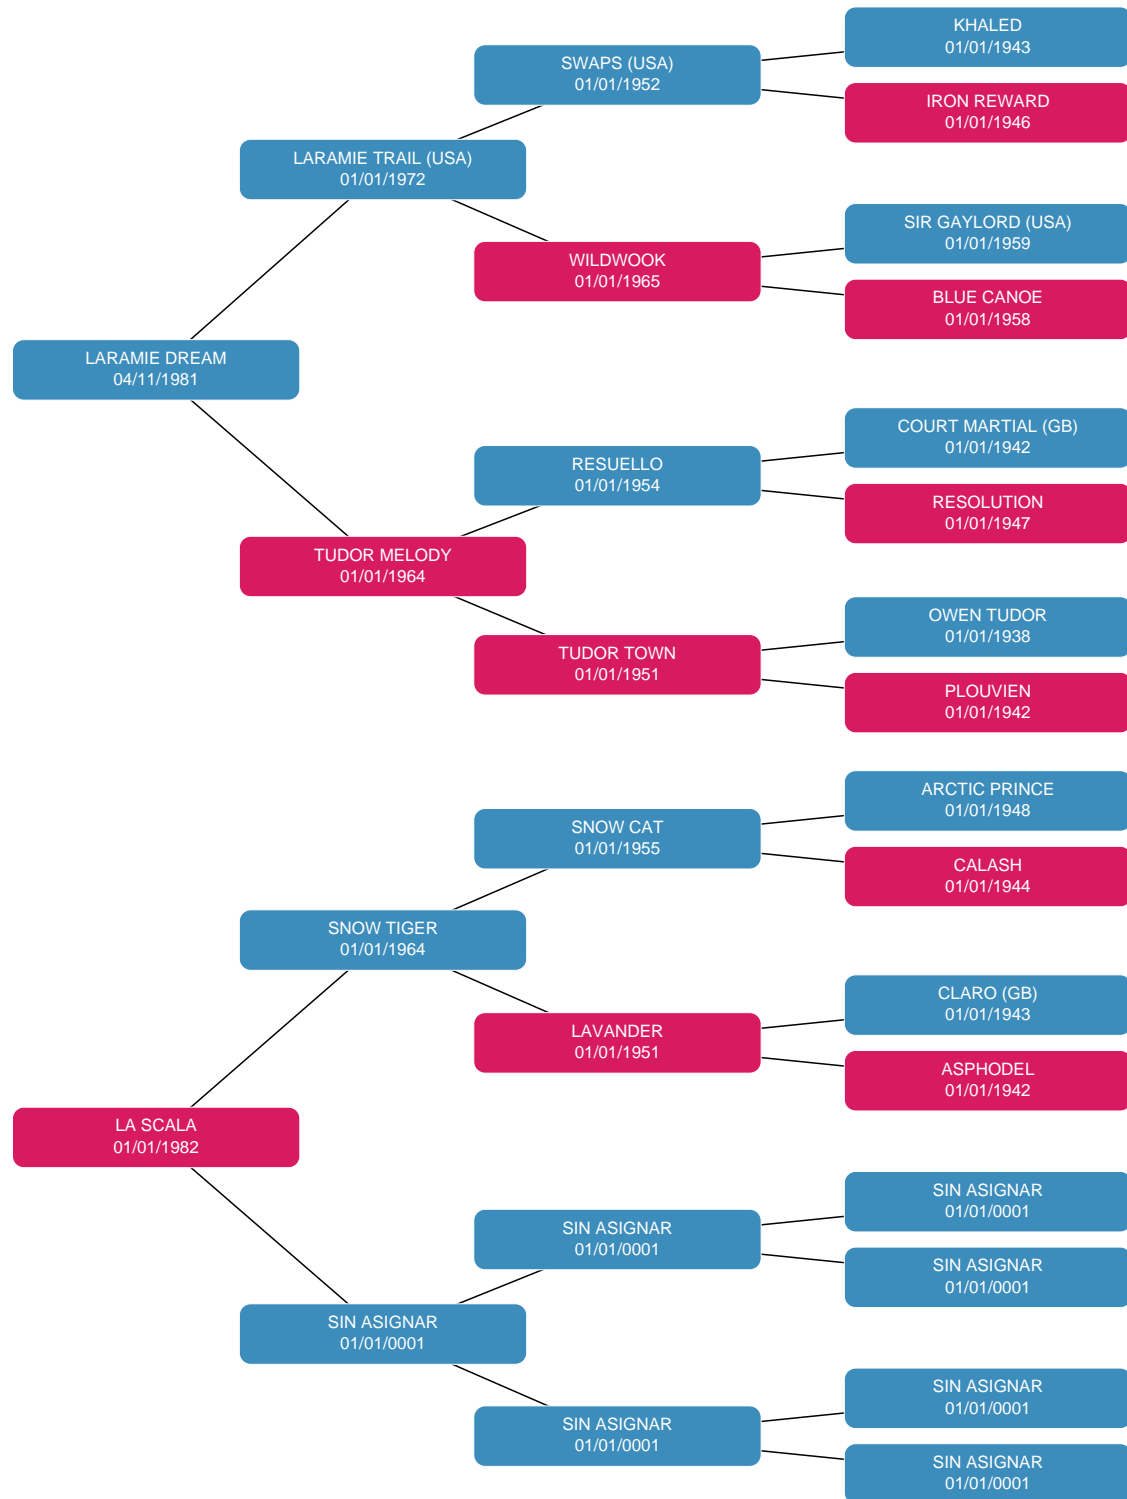 KHALED
01/01/1943
SWAPS (USA)
01/01/1952
IRON REWARD
01/01/1946
LARAMIE TRAIL (USA)
01/01/1972
SIR GAYLORD (USA)
01/01/1959
WILDWOOK
01/01/1965
BLUE CANOE
01/01/1958
LARAMIE DREAM
04/11/1981
COURT MARTIAL (GB)
01/01/1942
RESUELLO
01/01/1954
RESOLUTION
01/01/1947
TUDOR MELODY
01/01/1964
OWEN TUDOR
01/01/1938
TUDOR TOWN
01/01/1951
PLOUVIEN
01/01/1942
ARCTIC PRINCE
01/01/1948
SNOW CAT
01/01/1955
CALASH
01/01/1944
SNOW TIGER
01/01/1964
CLARO (GB)
01/01/1943
LAVANDER
01/01/1951
ASPHODEL
01/01/1942
LA SCALA
01/01/1982
SIN ASIGNAR
01/01/0001
SIN ASIGNAR
01/01/0001
SIN ASIGNAR
01/01/0001
SIN ASIGNAR
01/01/0001
SIN ASIGNAR
01/01/0001
SIN ASIGNAR
01/01/0001
SIN ASIGNAR
01/01/0001